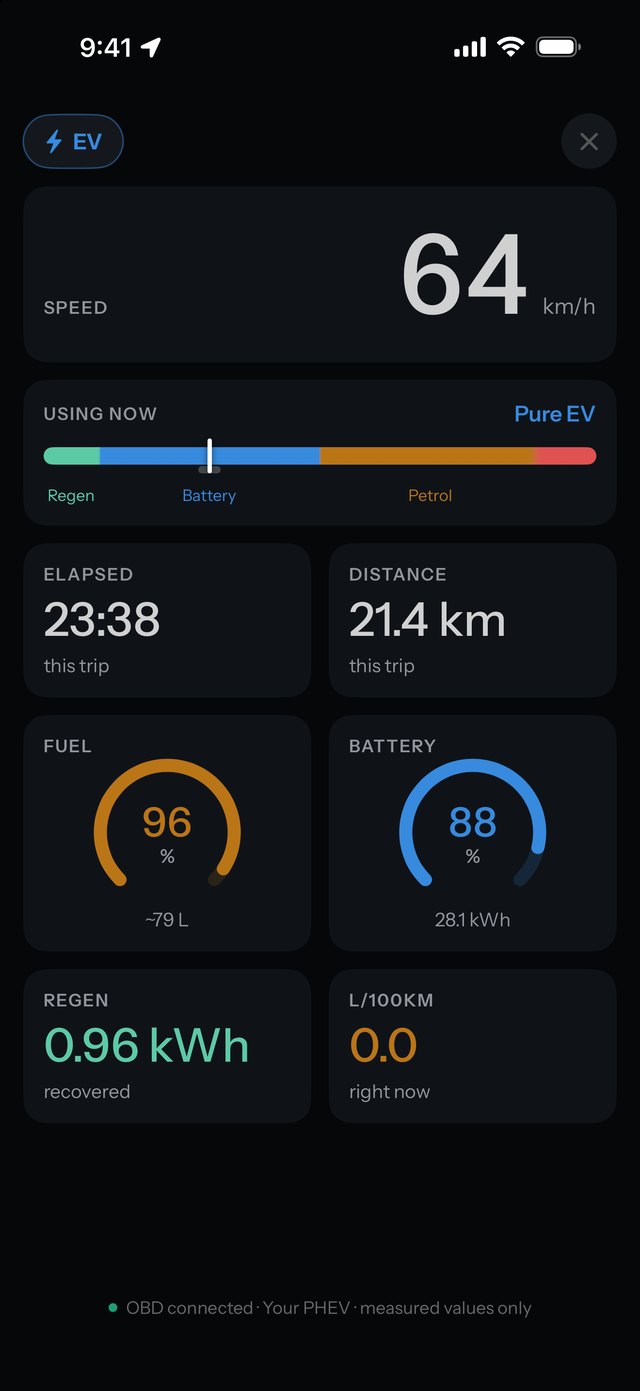 9:41
EV
SPEED
64 km/h
USING NOW
Pure EV
Regen
Battery
Petrol
ELAPSED
23:38
this trip
DISTANCE
21.4 km
this trip
FUEL
96
%
~79 L
BATTERY
88
%
28.1 kWh
REGEN
0.96 kWh
recovered
L/100KM
0.0
right now
OBD connected · Your PHEV · measured values only